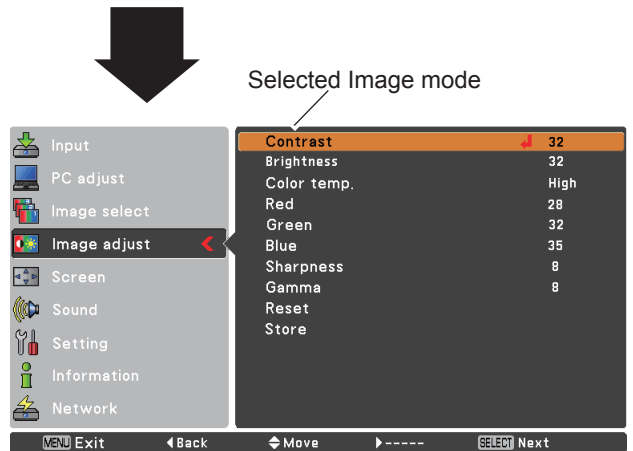 Selected Image mode
Input
PC adjust
Image select
Image adjust
Screen
Sound
Setting
Information
Network
Contrast 32
Brightness 32
Color temp. High
Red 28
Green 32
Blue 35
Sharpness 8
Gamma 8
Reset
Store
MENU Exit Back Move ----- SELECT Next